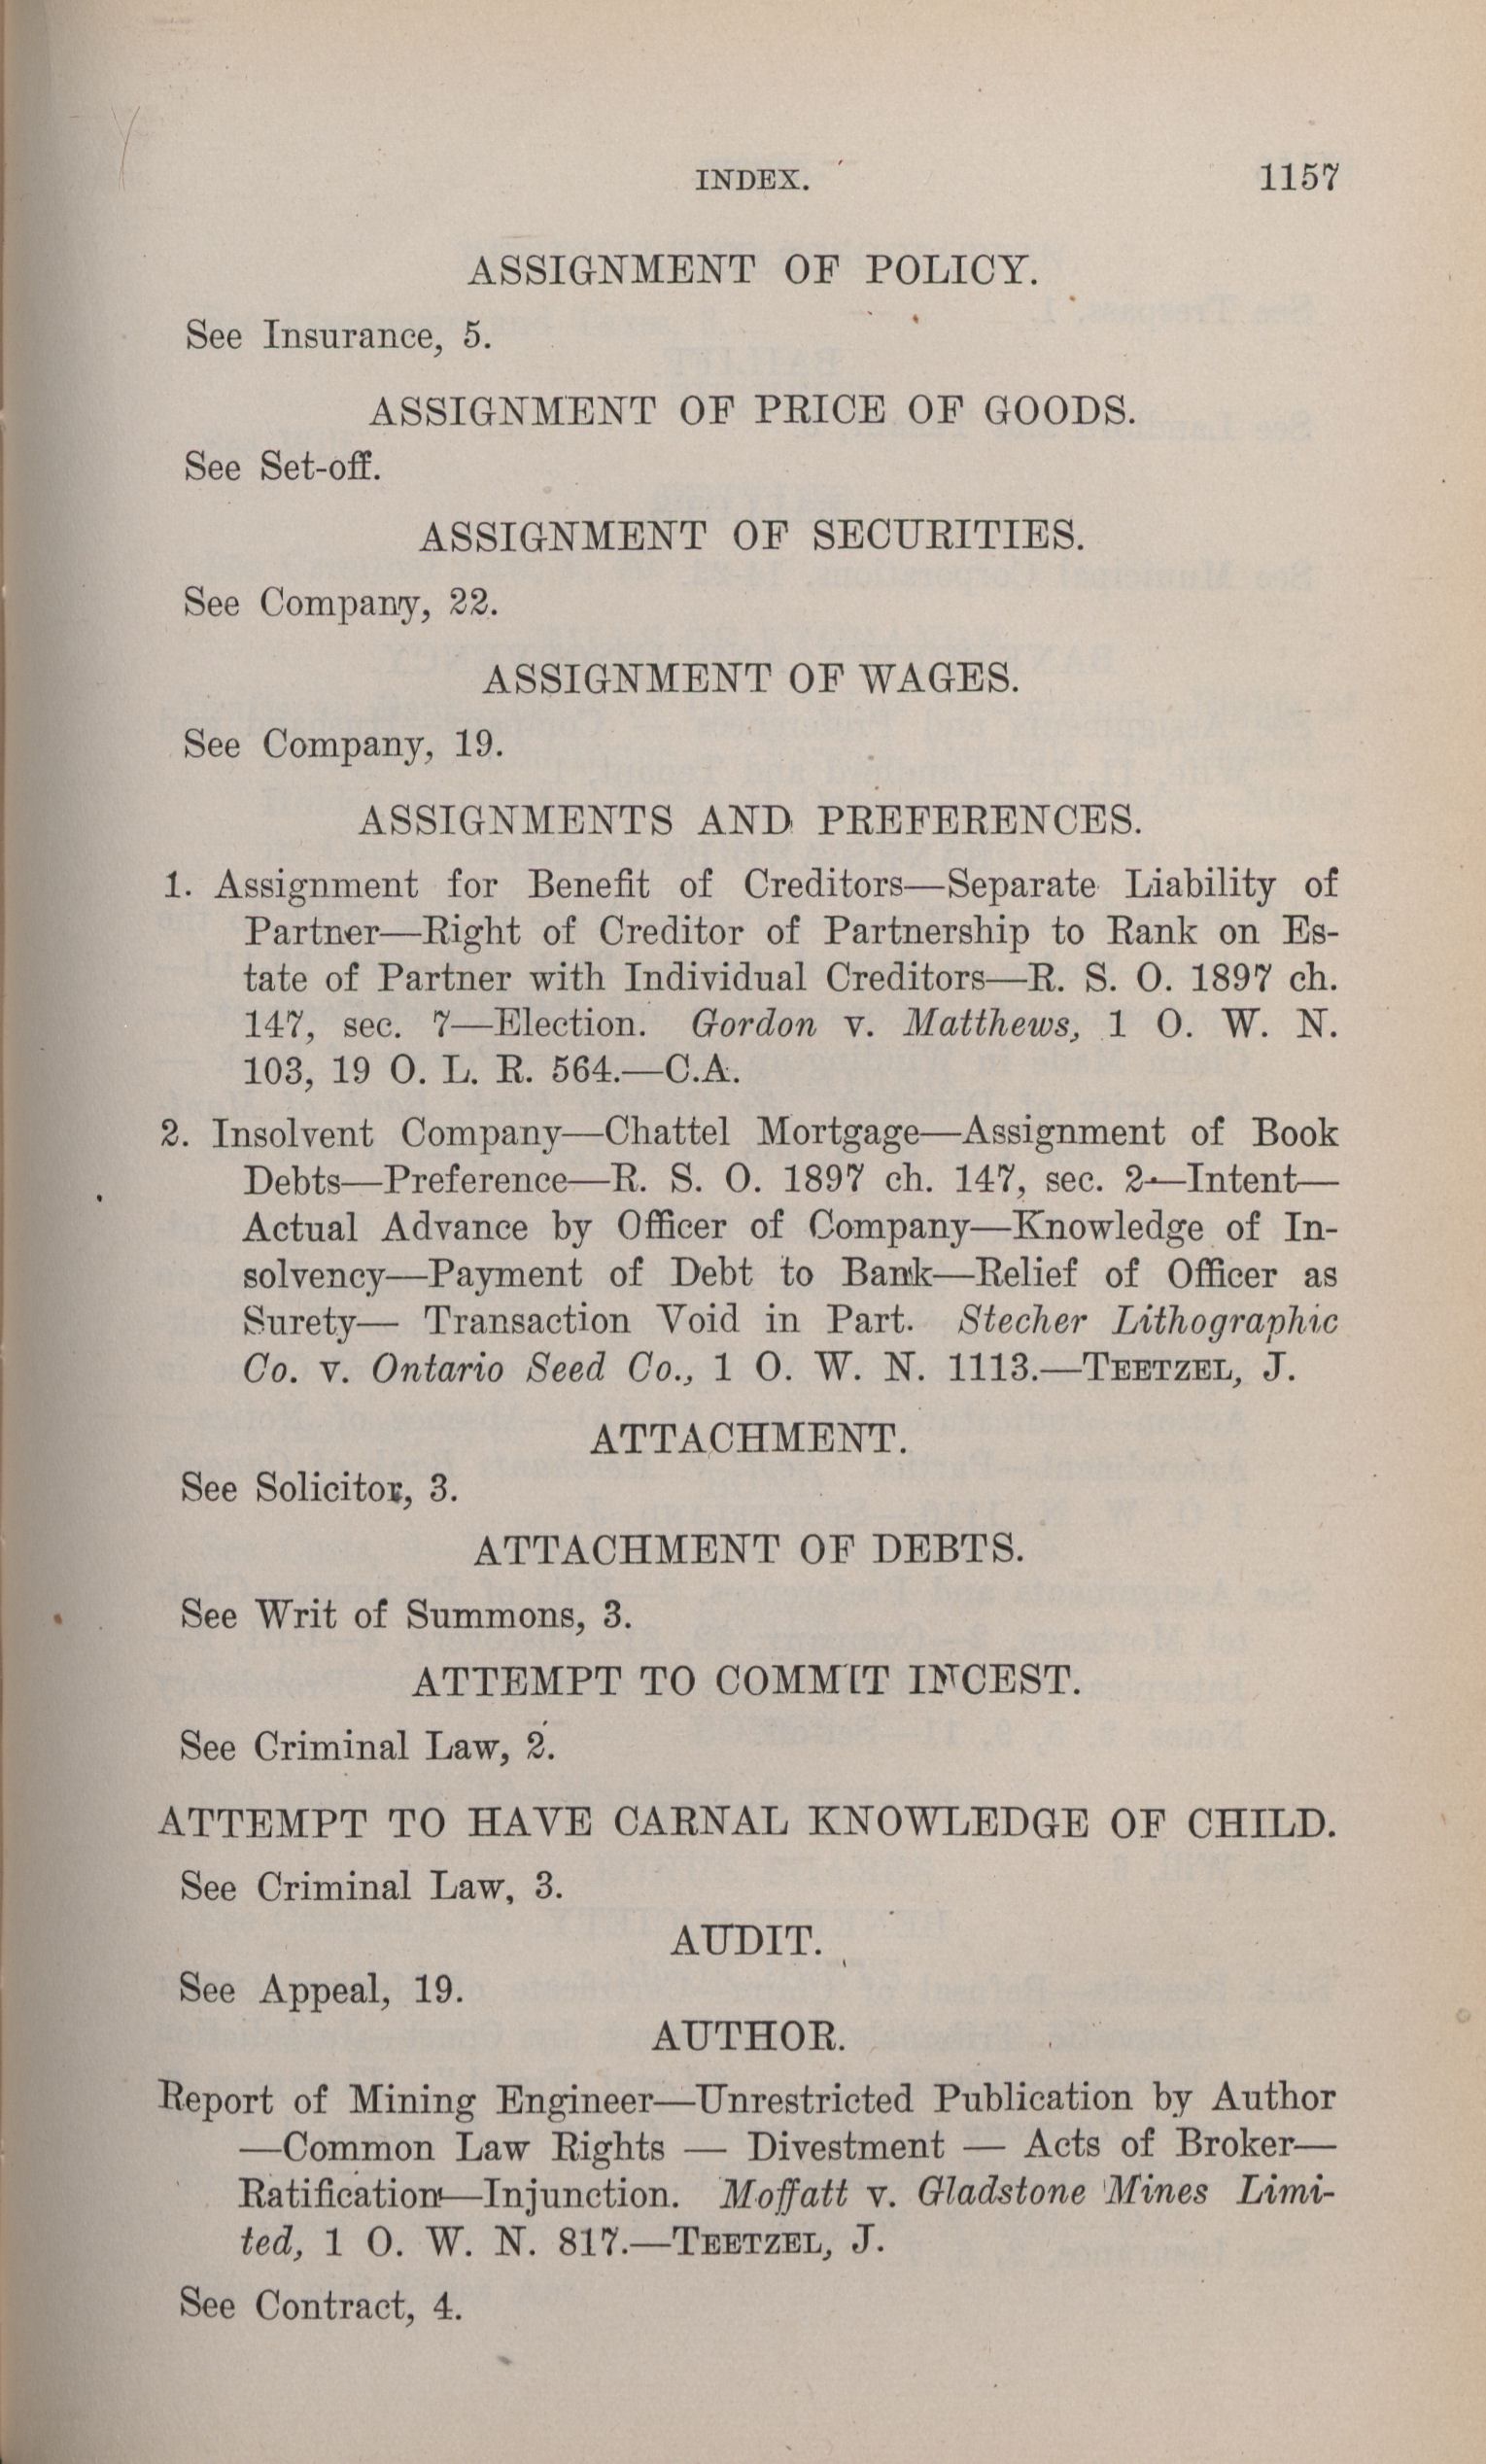 INDEX. 1157
ASSIGNMENT OF POLICY.
See Insurance, 5.
ASSIGNMENT OF PRICE OF GOODS.
See Set-off.
ASSIGNMENT OF SECURITIES.
See Company, 22.
ASSIGNMENT OF WAGES.
See Company, 19.
ASSIGNMENTS AND PREFERENCES.
1. Assignment for Benefit of Creditors—Separate Liability of
Partner—Right of Creditor of Partnership to Rank on Es-
tate of Partner with Individual Creditors—R. S. O. 1897 ch.
147, sec. 7—Election. Gordon v. Matthews, 1 O. W. N.
103, 19 O. L. R. 564.—C.A.
2. Insolvent Company—Chattel Mortgage—Assignment of Book
Debts—Preference—R. S. O. 1897 ch. 147, sec. 2—Intent—
Actual Advance by Officer of Company—Knowledge of In-
solvency—Payment of Debt to Bank—Relief of Officer as
Surety— Transaction Void in Part. Stecher Lithographic
Co. v. Ontario Seed Co., 1 O. W. N. 1113.—TEETZEL, J.
ATTACHMENT.
See Solicitor, 3.
ATTACHMENT OF DEBTS.
See Writ of Summons, 3.
ATTEMPT TO COMMIT INCEST.
See Criminal Law, 2.
ATTEMPT TO HAVE CARNAL KNOWLEDGE OF CHILD.
See Criminal Law, 3.
AUDIT.
See Appeal, 19.
AUTHOR.
Report of Mining Engineer—Unrestricted Publication by Author
—Common Law Rights — Divestment — Acts of Broker—
Ratification—Injunction. Moffatt v. Gladstone Mines Limi-
ted, 1 O. W. N. 817.—TEETZEL, J.
See Contract, 4.